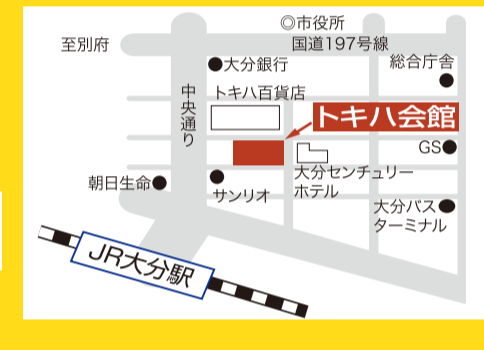 ◎市役所
至別府
国道197号線
●大分銀行
総合庁舎
●
中央通り
トキハ百貨店
トキハ会館
GS●
大分センチュリー
ホテル
朝日生命●
●
サンリオ
大分バス●
ターミナル
JR大分駅